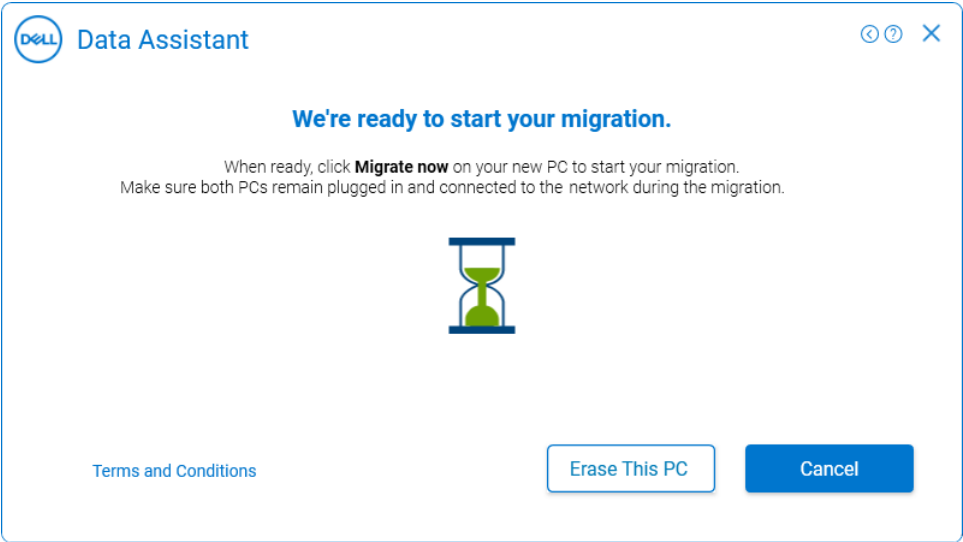 DELL Data Assistant
?
We're ready to start your migration.
When ready, click Migrate now on your new PC to start your migration.
Make sure both PCs remain plugged in and connected to the network during the migration.
Terms and Conditions
Erase This PC
Cancel